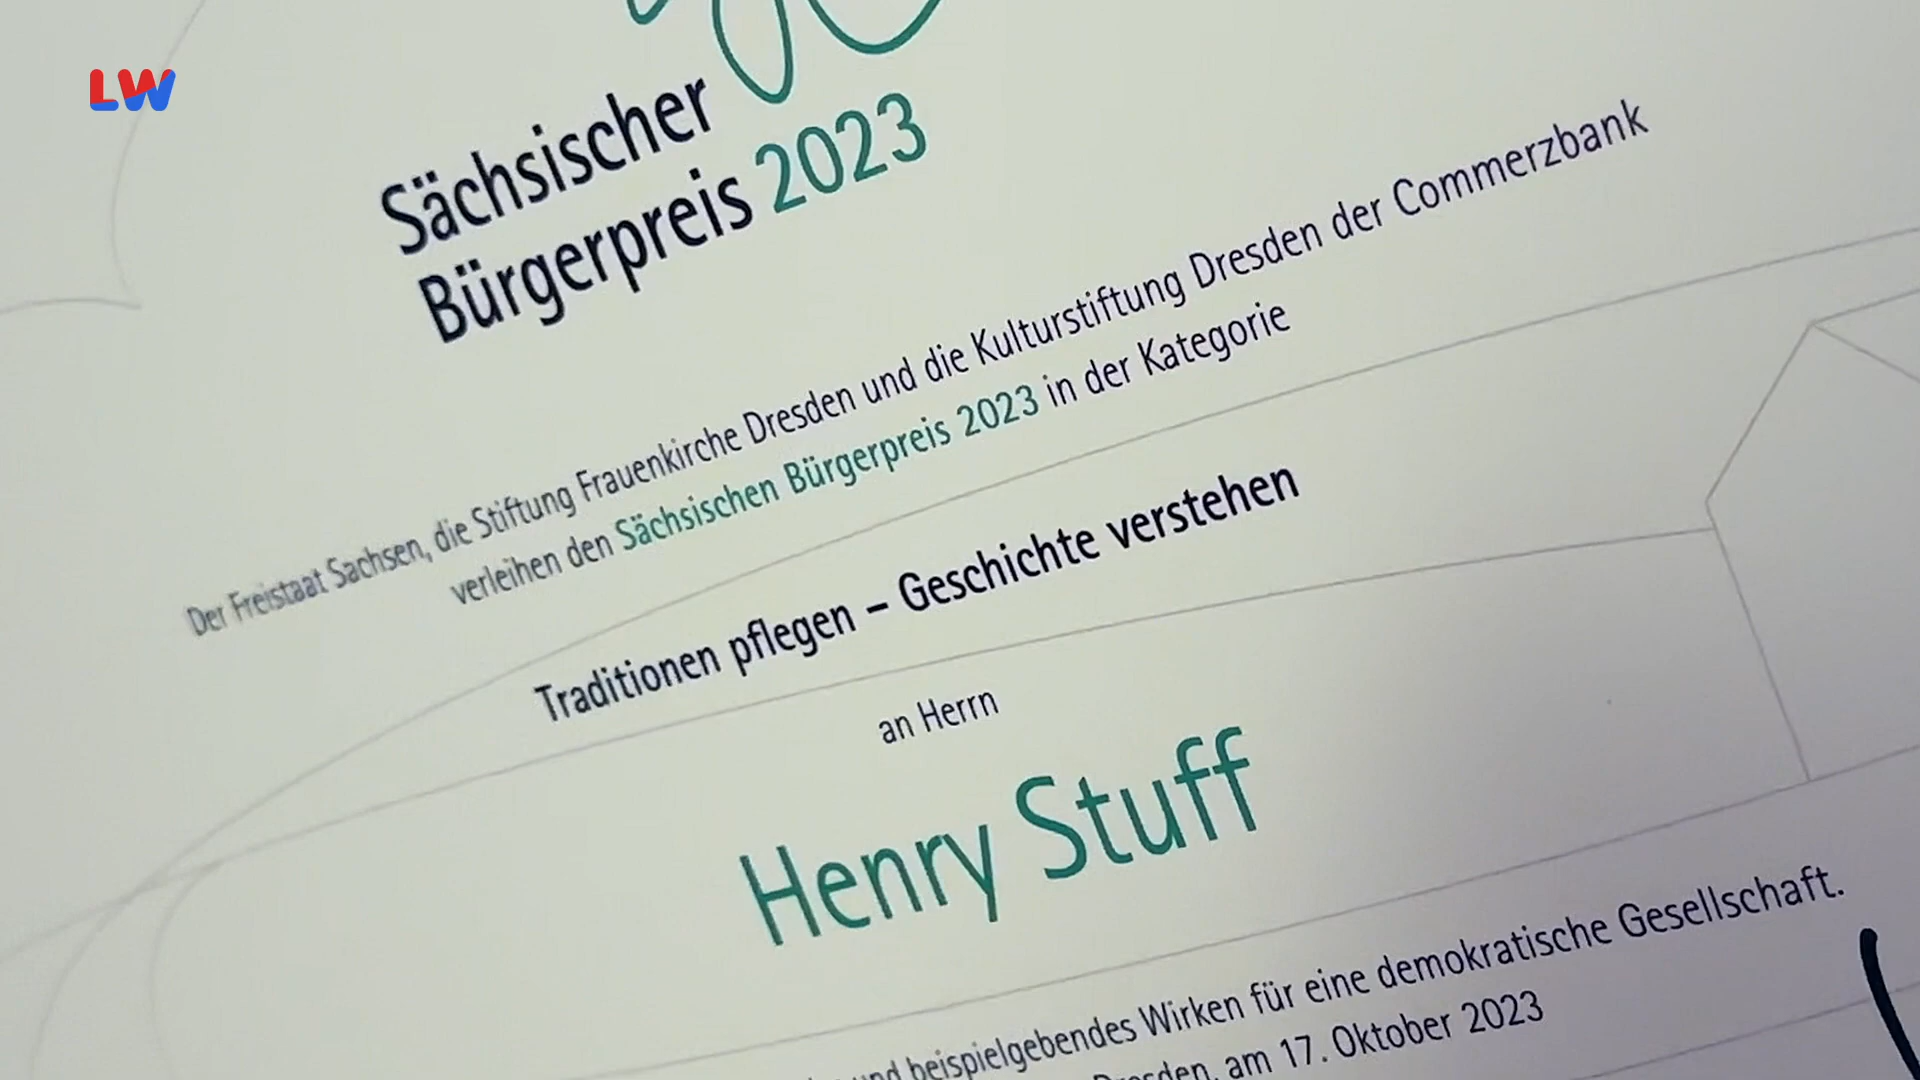 LW
Sächsischer
Bürgerpreis 2023
Der Freistaat Sachsen, die Stiftung Frauenkirche Dresden und die Kulturstiftung Dresden der Commerzbank
verleihen den Sächsischen Bürgerpreis 2023 in der Kategorie
Traditionen pflegen – Geschichte verstehen
an Herrn
Henry Stuff
und beispielgebendes Wirken für eine demokratische Gesellschaft.
Dresden, am 17. Oktober 2023